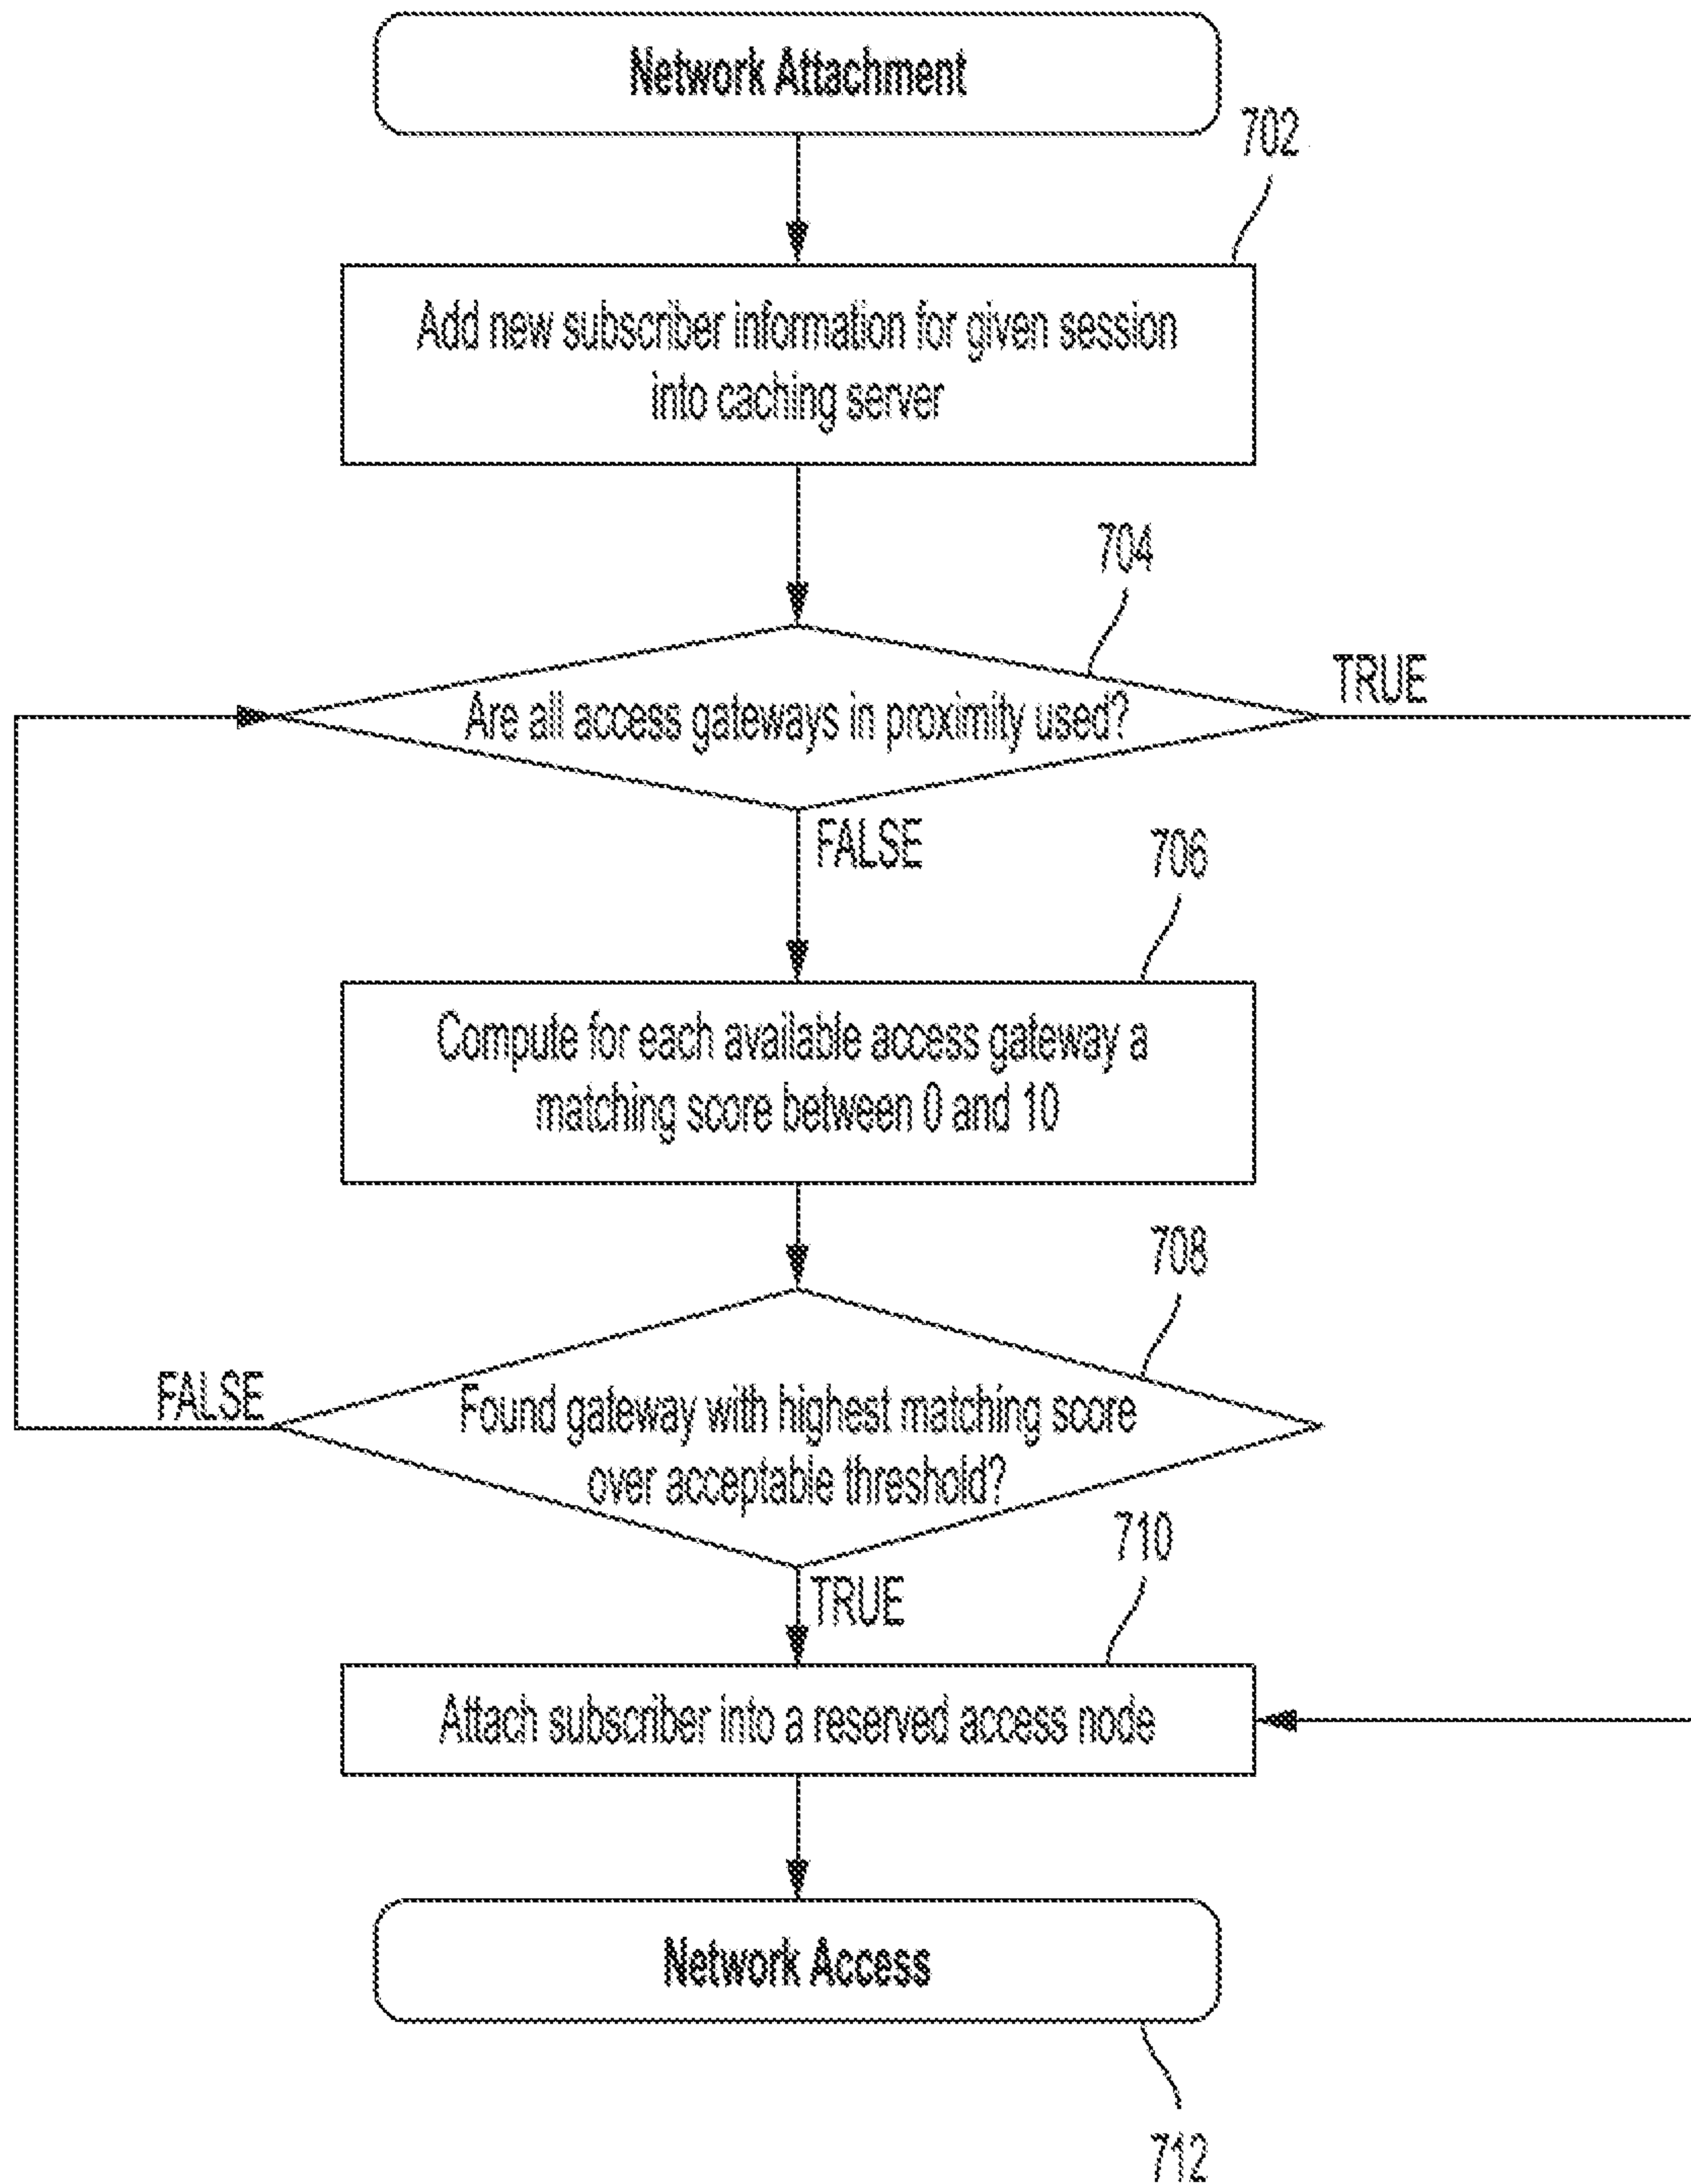 Network Attachment
702
Add new subscriber information for given session
into caching server
704
Are all access gateways in proximity used?
TRUE
FALSE
706
Compute for each available access gateway a
matching score between 0 and 10
708
FALSE
Found gateway with highest matching score
over acceptable threshold?
TRUE
710
Attach subscriber into a reserved access node
Network Access
712